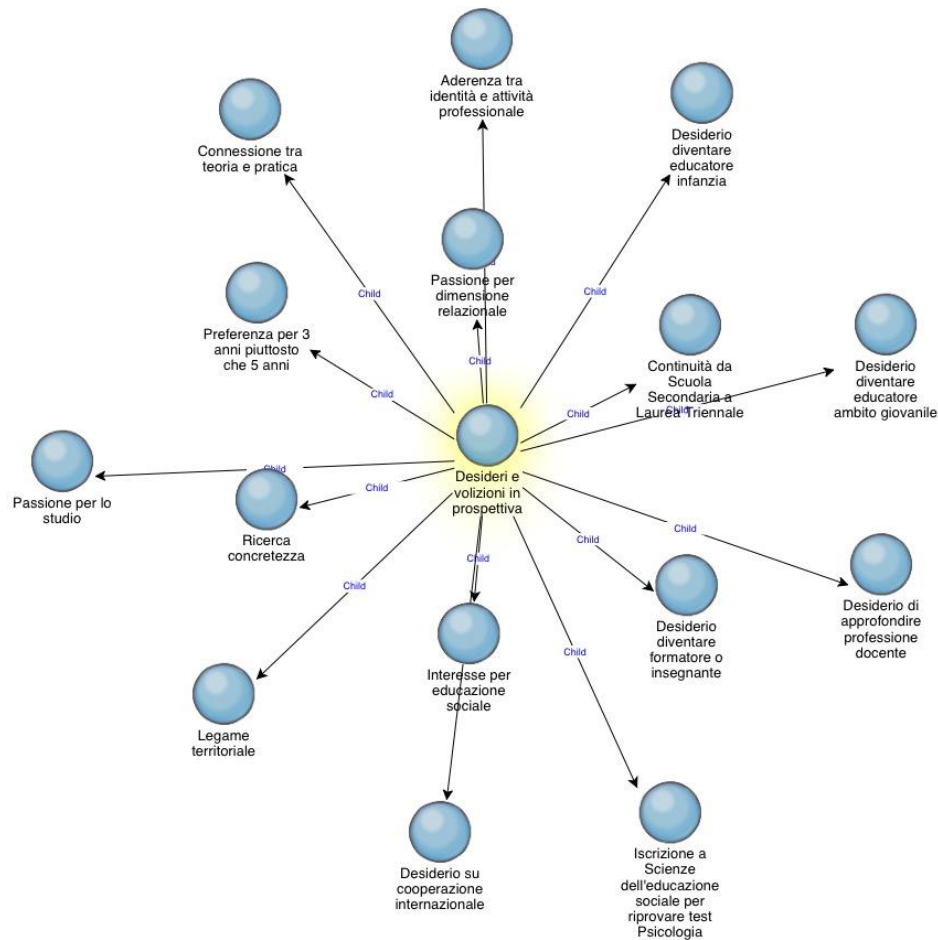 Aderenza tra
identità e attività
professionale
Connessione tra
teoria e pratica
Desiderio
diventare
educatore
infanzia
Child
Passione per
dimensione
relazionale
Child
Child
Preferenza per 3
anni piuttosto
che 5 anni
Child
Child
Continuità da
Scuola
Secondaria a
Laurea Triennale
Child
Desiderio
diventare
educatore
ambito giovanile
Child
Desideri e
volizioni in
prospettiva
Passione per lo
studio
Child
Ricerca
concretezza
Child
Child
Child
Child
Child
Desiderio
diventare
formatore o
insegnante
Desiderio di
approfondire
professione
docente
Interesse per
educazione
sociale
Child
Legame
territoriale
Desiderio su
cooperazione
internazionale
Iscrizione a
Scienze
dell'educazione
sociale per
riprovare test
Psicologia